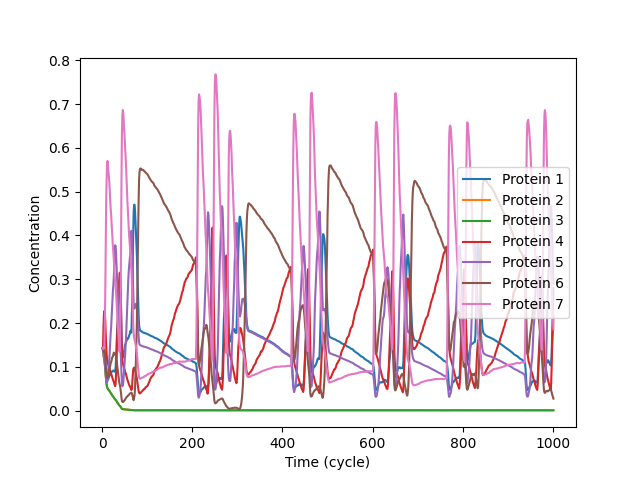 0.8
0.7
0.6
0.5
0.4
0.3
0.2
0.1
0.0
Concentration
Protein 1
Protein 2
Protein 3
Protein 4
Protein 5
Protein 6
Protein 7
0 200 400 600 800 1000
Time (cycle)